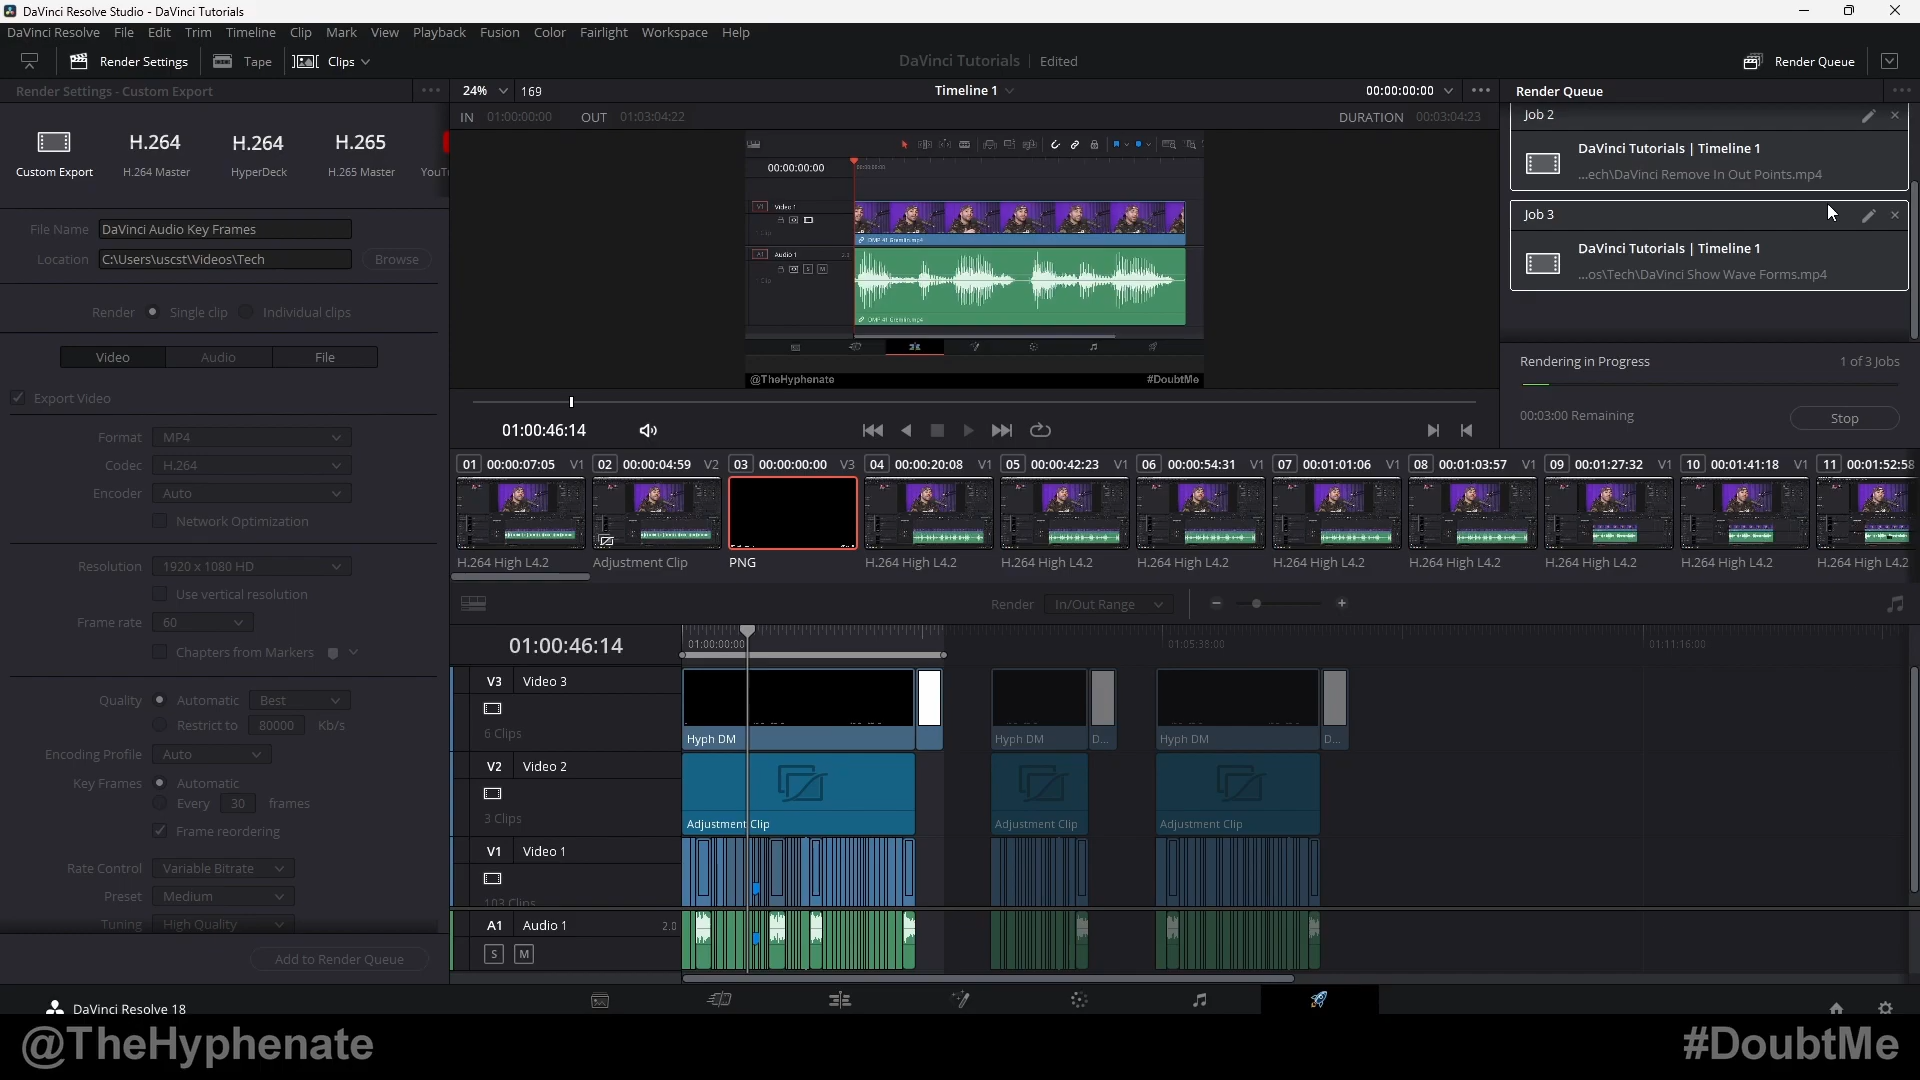 DaVinci Resolve Studio - DaVinci Tutorials
DaVinci Resolve File Edit Trim Timeline Clip Mark View Playback Fusion Color Fairlight Workspace Help
Render Settings Tape Clips DaVinci Tutorials | Edited Render Queue
Render Settings - Custom Export
24% 169 Timeline 1 00:00:00:00
Render Queue
IN 01:00:00:00 OUT 01:03:04:22 DURATION 00:03:04:23
Custom Export
H.264
H.264 Master
H.264
HyperDeck
H.265
H.265 Master
YouT
File Name DaVinci Audio Key Frames
Location C:\Users\uscst\Videos\Tech Browse
Render Single clip Individual clips
Video Audio File
Export Video
Format MP4
Codec H.264
Encoder Auto
Network Optimization
Resolution 1920 x 1080 HD
Use vertical resolution
Frame rate 60
Chapters from Markers
Quality Automatic Best
Restrict to 80000 Kb/s
Encoding Profile Auto
Key Frames Automatic
Every 30 frames
Frame reordering
Rate Control Variable Bitrate
Preset Medium
Tuning High Quality
Add to Render Queue
00:00:00:00
V1 Video 1
A1 Audio 1 2.0
S M
@TheHyphenate #DoubtMe
01:00:46:14
Job 2
DaVinci Tutorials | Timeline 1
...ech\DaVinci Remove In Out Points.mp4
Job 3
DaVinci Tutorials | Timeline 1
...os\Tech\DaVinci Show Wave Forms.mp4
Rendering in Progress 1 of 3 Jobs
00:03:00 Remaining Stop
01 00:00:07:05 V1 02 00:00:04:59 V2 03 00:00:00:00 V3 04 00:00:20:08 V1 05 00:00:42:23 V1 06 00:00:54:31 V1 07 00:01:01:06 V1 08 00:01:03:57 V1 09 00:01:27:32 V1 10 00:01:41:18 V1 11 00:01:52:58
H.264 High L4.2 Adjustment Clip PNG H.264 High L4.2 H.264 High L4.2 H.264 High L4.2 H.264 High L4.2 H.264 High L4.2 H.264 High L4.2 H.264 High L4.2 H.264 High L4.2
Render In/Out Range
01:00:46:14 01:00:00:00 01:05:38:00 01:11:16:00
V3 Video 3
6 Clips
Hyph DM Hyph DM D... Hyph DM D...
V2 Video 2
3 Clips
Adjustment Clip Adjustment Clip Adjustment Clip
V1 Video 1
103 Clips
A1 Audio 1 2.0
S M
DaVinci Resolve 18
@TheHyphenate #DoubtMe